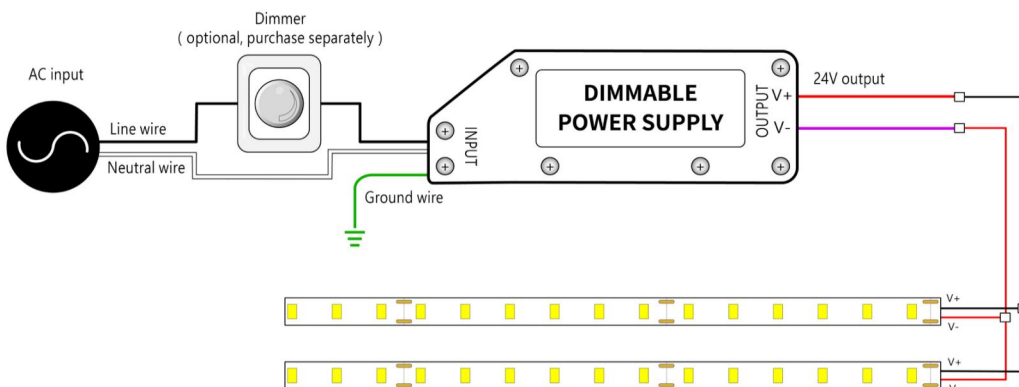 Dimmer
( optional, purchase separately )
AC input
Line wire
Neutral wire
Ground wire
INPUT
DIMMABLE
POWER SUPPLY
OUTPUT
V+
V-
24V output
V+
V-
V+